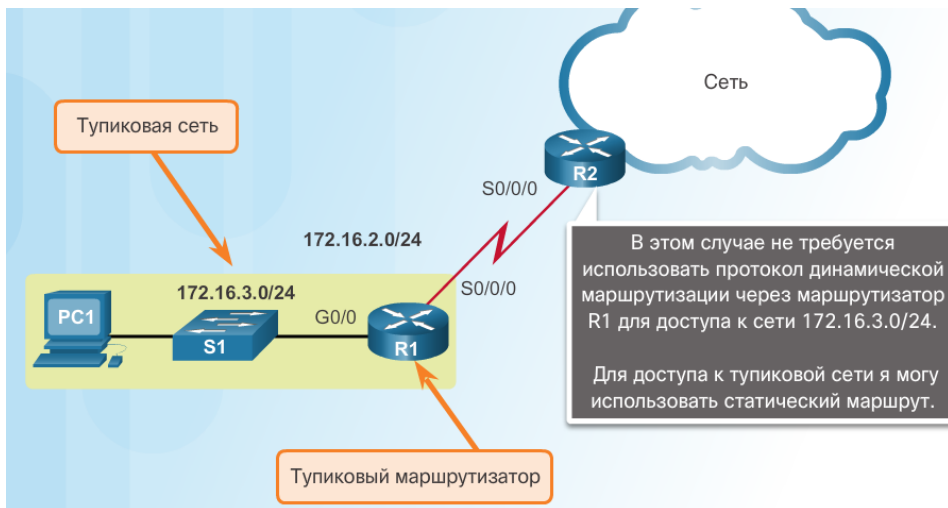 Сеть
Тупиковая сеть
R2
S0/0/0
172.16.2.0/24
В этом случае не требуется
использовать протокол динамической
маршрутизации через маршрутизатор
R1 для доступа к сети 172.16.3.0/24.
Для доступа к тупиковой сети я могу
использовать статический маршрут.
172.16.3.0/24
S0/0/0
PC1
G0/0
S1
R1
Тупиковый маршрутизатор